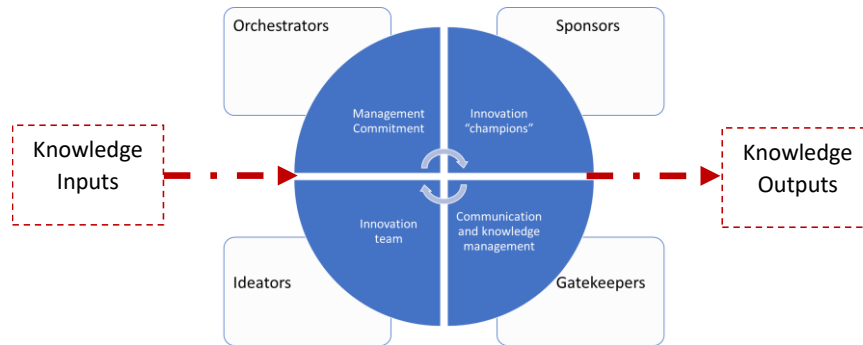 Orchestrators
Sponsors
Management
Commitment
Innovation
“champions”
Knowledge
Inputs
Knowledge
Outputs
Innovation
team
Communication
and knowledge
management
Ideators
Gatekeepers